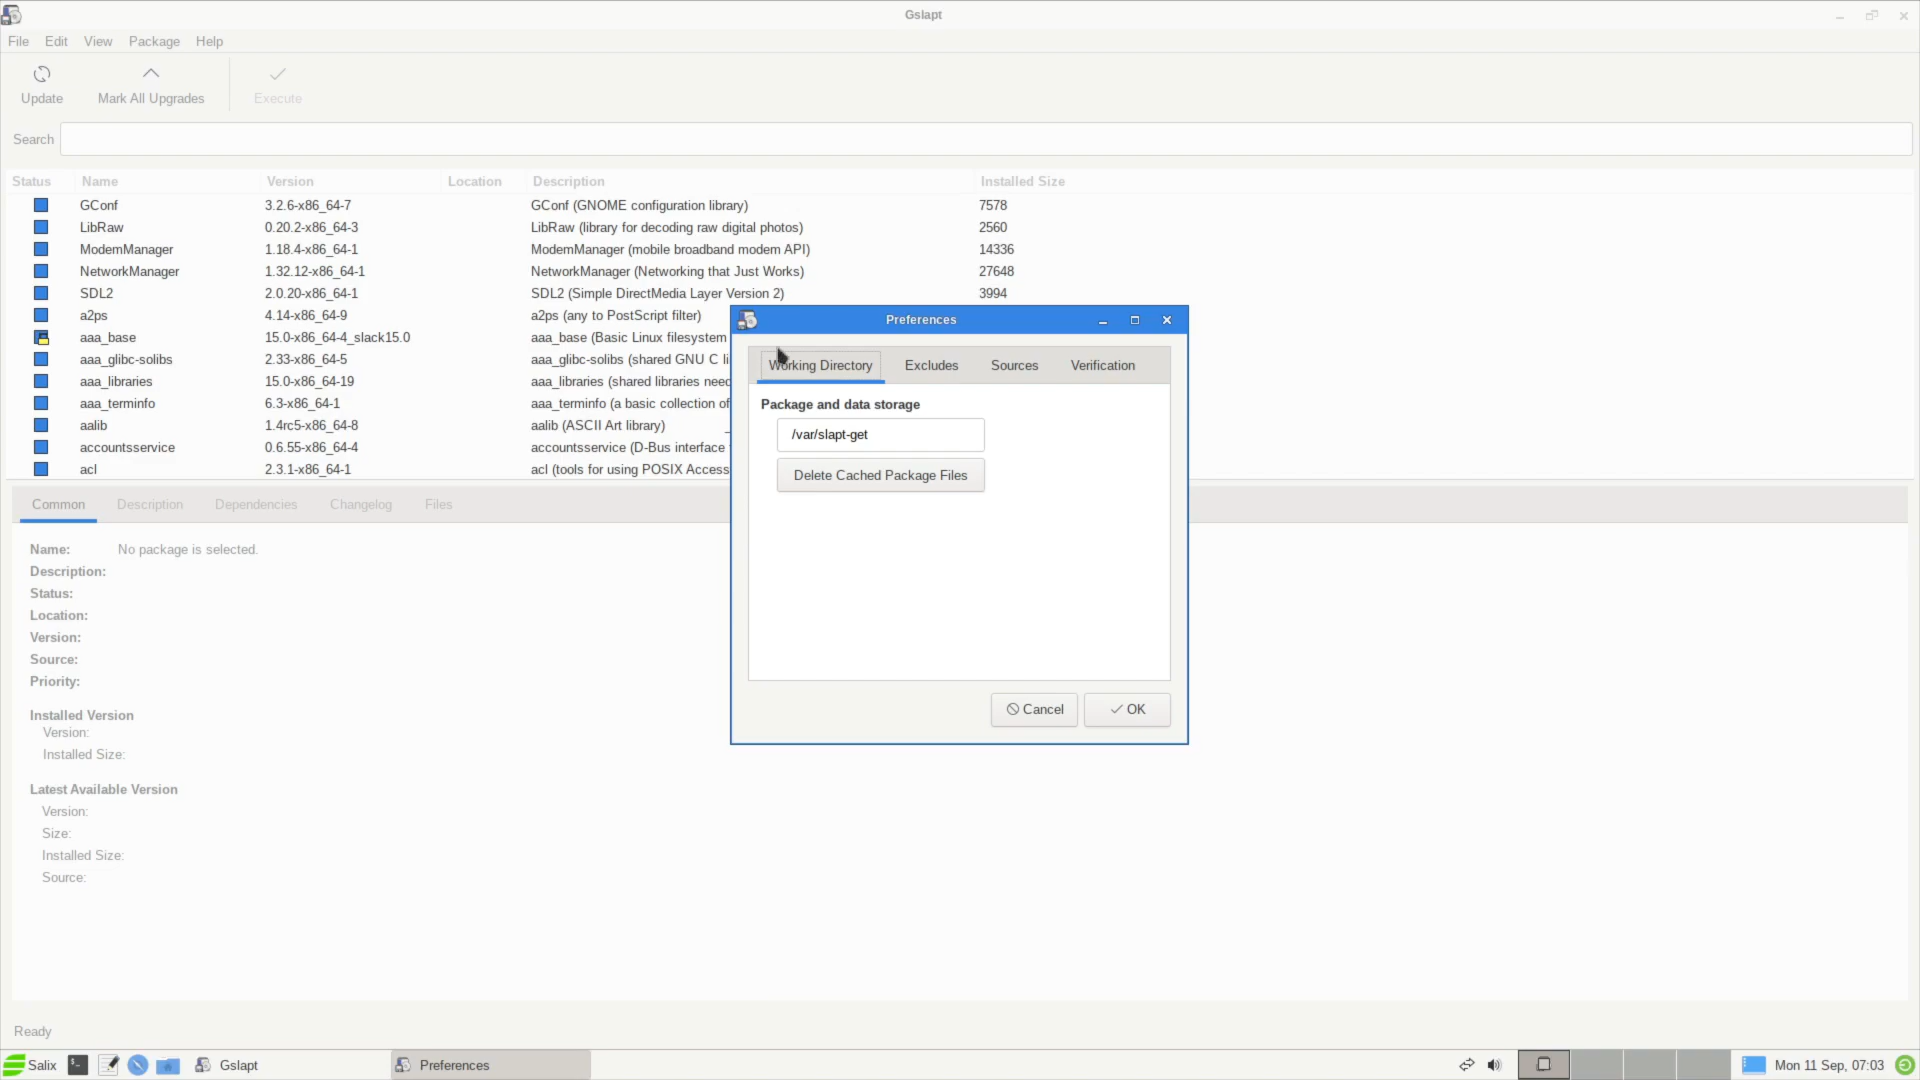 Gslapt
File Edit View Package Help
Update Mark All Upgrades Execute
Search
Status Name Version Location Description Installed Size
GConf 3.2.6-x86_64-7 GConf (GNOME configuration library) 7578
LibRaw 0.20.2-x86_64-3 LibRaw (library for decoding raw digital photos) 2560
ModemManager 1.18.4-x86_64-1 ModemManager (mobile broadband modem API) 14336
NetworkManager 1.32.12-x86_64-1 NetworkManager (Networking that Just Works) 27648
SDL2 2.0.20-x86_64-1 SDL2 (Simple DirectMedia Layer Version 2) 3994
a2ps 4.14-x86_64-9 a2ps (any to PostScript filter)
aaa_base 15.0-x86_64-4_slack15.0 aaa_base (Basic Linux filesystem
aaa_glibc-solibs 2.33-x86_64-5 aaa_glibc-solibs (shared GNU C li
aaa_libraries 15.0-x86_64-19 aaa_libraries (shared libraries neec
aaa_terminfo 6.3-x86_64-1 aaa_terminfo (a basic collection of
aalib 1.4rc5-x86_64-8 aalib (ASCII Art library)
accountsservice 0.6.55-x86_64-4 accountsservice (D-Bus interface
acl 2.3.1-x86_64-1 acl (tools for using POSIX Access
Preferences
Working Directory Excludes Sources Verification
Package and data storage
/var/slapt-get
Delete Cached Package Files
Cancel OK
Common Description Dependencies Changelog Files
Name: No package is selected.
Description:
Status:
Location:
Version:
Source:
Priority:
Installed Version
Version:
Installed Size:
Latest Available Version
Version:
Size:
Installed Size:
Source:
Ready
Salix Gslapt Preferences Mon 11 Sep, 07:03